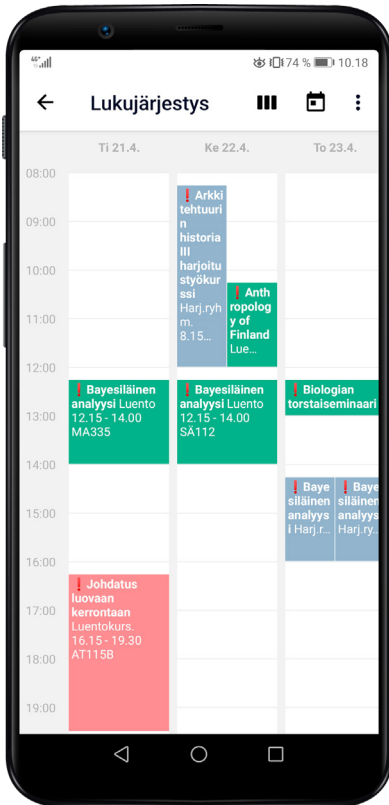 46+
74 % 10.18
Lukujärjestys
Ti 21.4. Ke 22.4. To 23.4.
08:00
09:00
10:00
11:00
12:00
13:00
14:00
15:00
16:00
17:00
18:00
19:00
❗ Bayesiläinen
analyysi Luento
12.15 - 14.00
MA335
❗ Johdatus
luovaan
kerrontaan
Luentokurs.
16.15 - 19.30
AT115B
❗ Arkki
tehtuuri
n
historia
III
harjoitu
styökur
ssi
Harj.ryh
m.
8.15...
❗ Anth
ropolog
y of
Finland
Lue...
❗ Bayesiläinen
analyysi Luento
12.15 - 14.00
SÄ112
❗ Biologian
torstaiseminaari
❗ Baye
siläinen
analyys
i Harj.r...
❗ Baye
siläinen
analyys
Harj.ry...